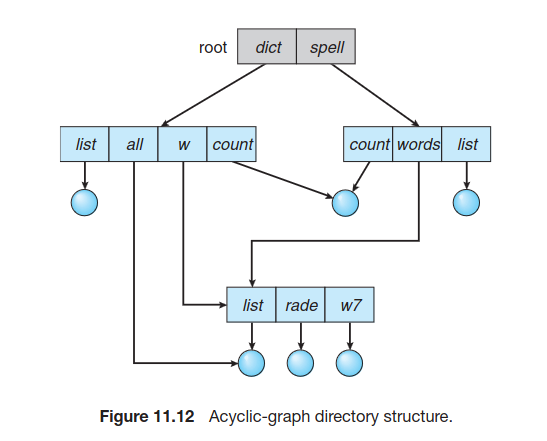 root dict spell
list all w count count words list
list rade w7
Figure 11.12 Acyclic-graph directory structure.